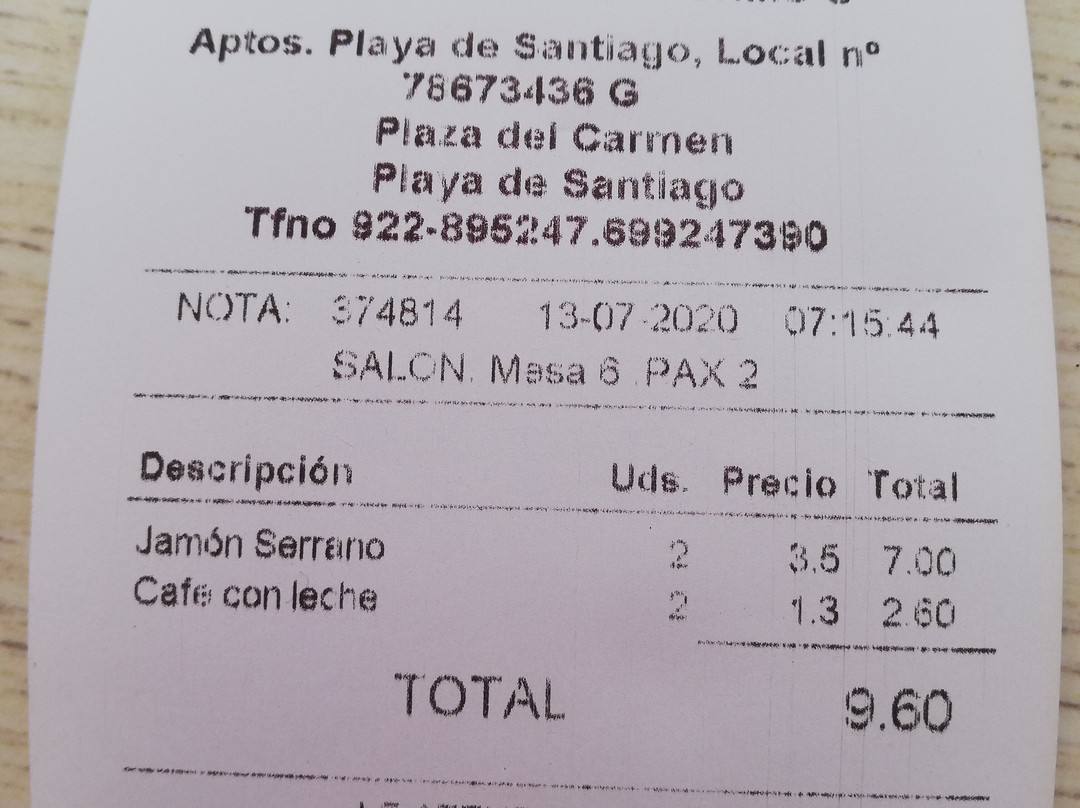 Aptos. Playa de Santiago, Local nº
78673436 G
Plaza del Carmen
Playa de Santiago
Tfno 922-895247.699247390
NOTA: 374814 13-07-2020 07:15:44
SALON. Mesa 6 .PAX 2
Descripción Uds. Precio Total
Jamón Serrano 2 3.5 7.00
Cafe con leche 2 1.3 2.60
TOTAL 9.60